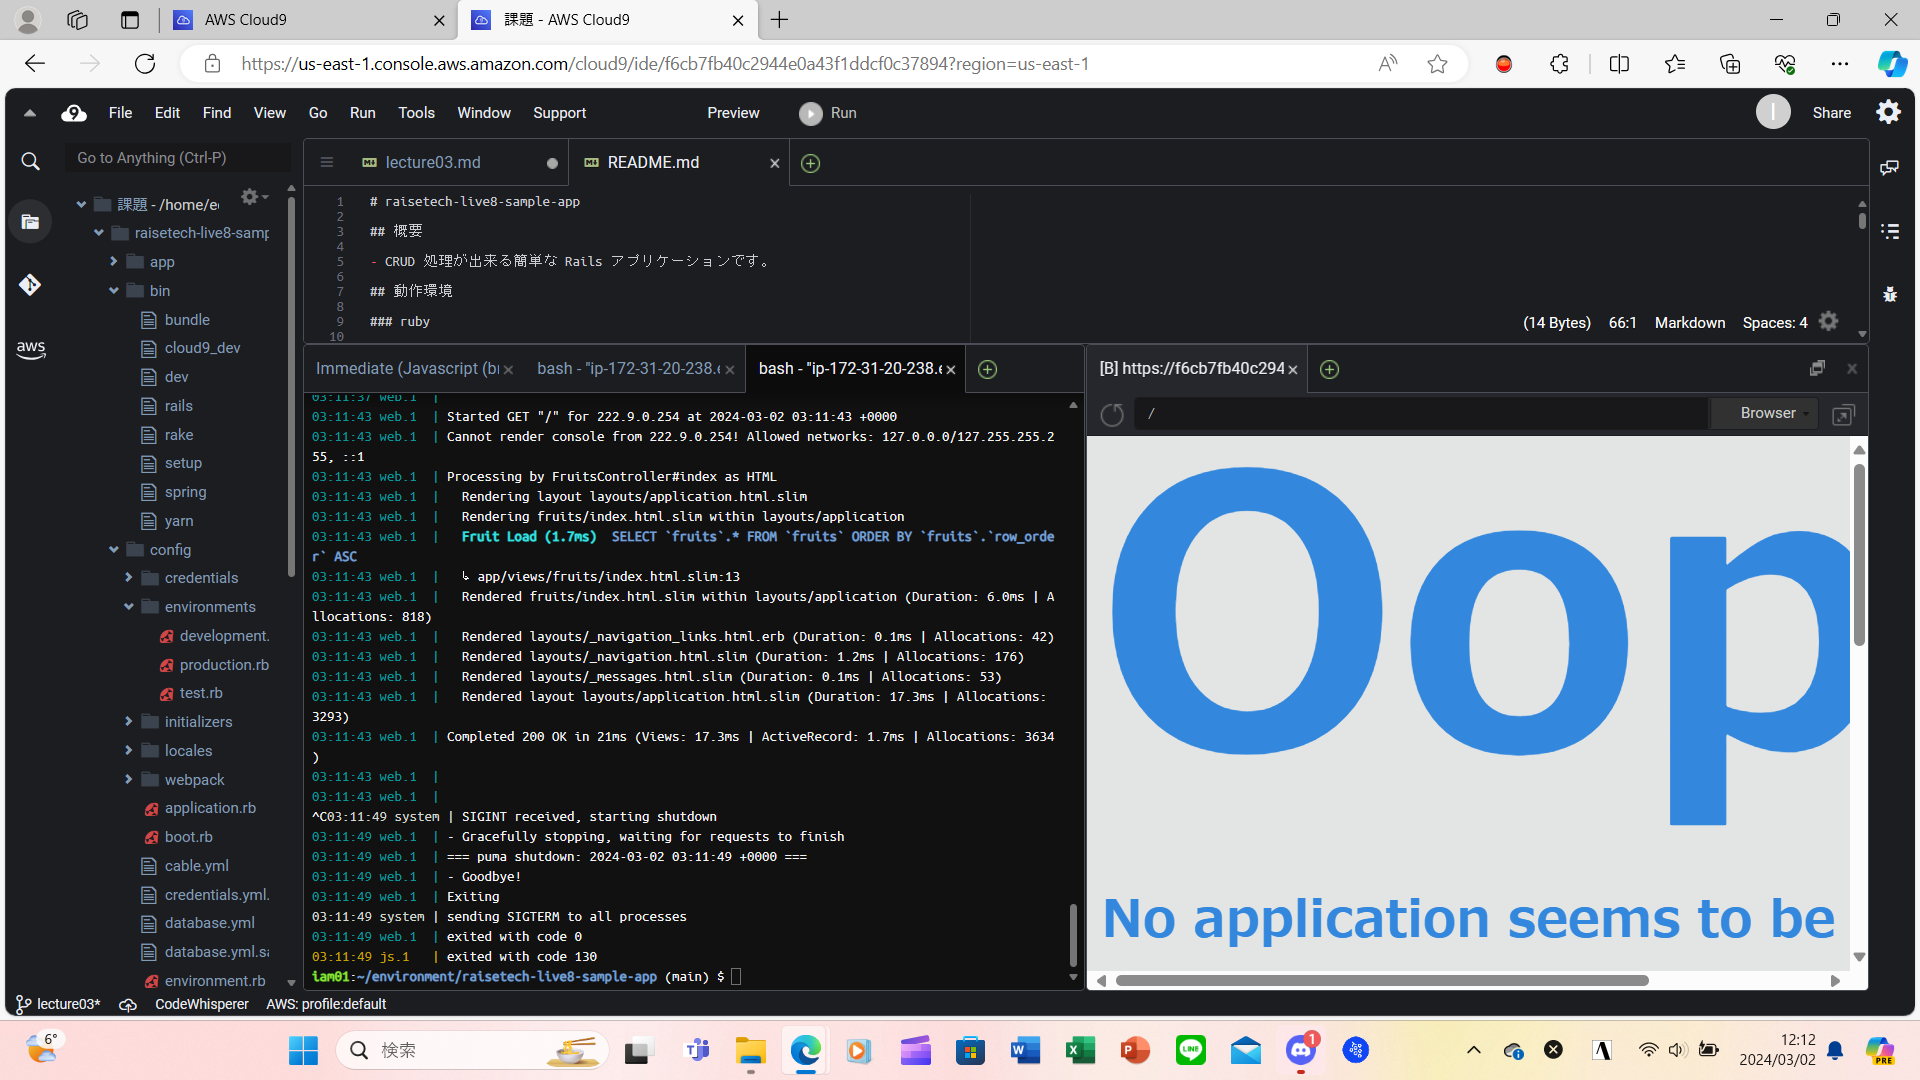 AWS Cloud9
課題 - AWS Cloud9
https://us-east-1.console.aws.amazon.com/cloud9/ide/f6cb7fb40c2944e0a43f1ddcf0c37894?region=us-east-1
File Edit Find View Go Run Tools Window Support Preview Run
I Share
Go to Anything (Ctrl-P)
lecture03.md
README.md
課題 - /home/ec
raisetech-live8-samp
app
bin
bundle
cloud9_dev
dev
rails
rake
setup
spring
yarn
config
credentials
environments
development.
production.rb
test.rb
initializers
locales
webpack
application.rb
boot.rb
cable.yml
credentials.yml.
database.yml
database.yml.sa
environment.rb
aws
1 # raisetech-live8-sample-app
2
3 ## 概要
4
5 - CRUD 処理が出来る簡単な Rails アプリケーションです。
6
7 ## 動作環境
8
9 ### ruby
10
(14 Bytes) 66:1 Markdown Spaces: 4
Immediate (Javascript (br
bash - "ip-172-31-20-238.e
bash - "ip-172-31-20-238.e
03:11:37 web.1 |
03:11:43 web.1 | Started GET "/" for 222.9.0.254 at 2024-03-02 03:11:43 +0000
03:11:43 web.1 | Cannot render console from 222.9.0.254! Allowed networks: 127.0.0.0/127.255.255.2
55, ::1
03:11:43 web.1 | Processing by FruitsController#index as HTML
03:11:43 web.1 | Rendering layout layouts/application.html.slim
03:11:43 web.1 | Rendering fruits/index.html.slim within layouts/application
03:11:43 web.1 | Fruit Load (1.7ms) SELECT `fruits`.* FROM `fruits` ORDER BY `fruits`.`row_orde
r` ASC
03:11:43 web.1 | ↳ app/views/fruits/index.html.slim:13
03:11:43 web.1 | Rendered fruits/index.html.slim within layouts/application (Duration: 6.0ms | A
llocations: 818)
03:11:43 web.1 | Rendered layouts/_navigation_links.html.erb (Duration: 0.1ms | Allocations: 42)
03:11:43 web.1 | Rendered layouts/_navigation.html.slim (Duration: 1.2ms | Allocations: 176)
03:11:43 web.1 | Rendered layouts/_messages.html.slim (Duration: 0.1ms | Allocations: 53)
03:11:43 web.1 | Rendered layout layouts/application.html.slim (Duration: 17.3ms | Allocations:
3293)
03:11:43 web.1 | Completed 200 OK in 21ms (Views: 17.3ms | ActiveRecord: 1.7ms | Allocations: 3634
)
03:11:43 web.1 |
03:11:43 web.1 |
^C03:11:49 system | SIGINT received, starting shutdown
03:11:49 web.1 | - Gracefully stopping, waiting for requests to finish
03:11:49 web.1 | === puma shutdown: 2024-03-02 03:11:49 +0000 ===
03:11:49 web.1 | - Goodbye!
03:11:49 web.1 | Exiting
03:11:49 system | sending SIGTERM to all processes
03:11:49 web.1 | exited with code 0
03:11:49 js.1 | exited with code 130
iam01:~/environment/raisetech-live8-sample-app (main) $
[B] https://f6cb7fb40c294
/
Browser
Oop
No application seems to be
lecture03* CodeWhisperer AWS: profile:default
6°
検索
1
12:12
2024/03/02